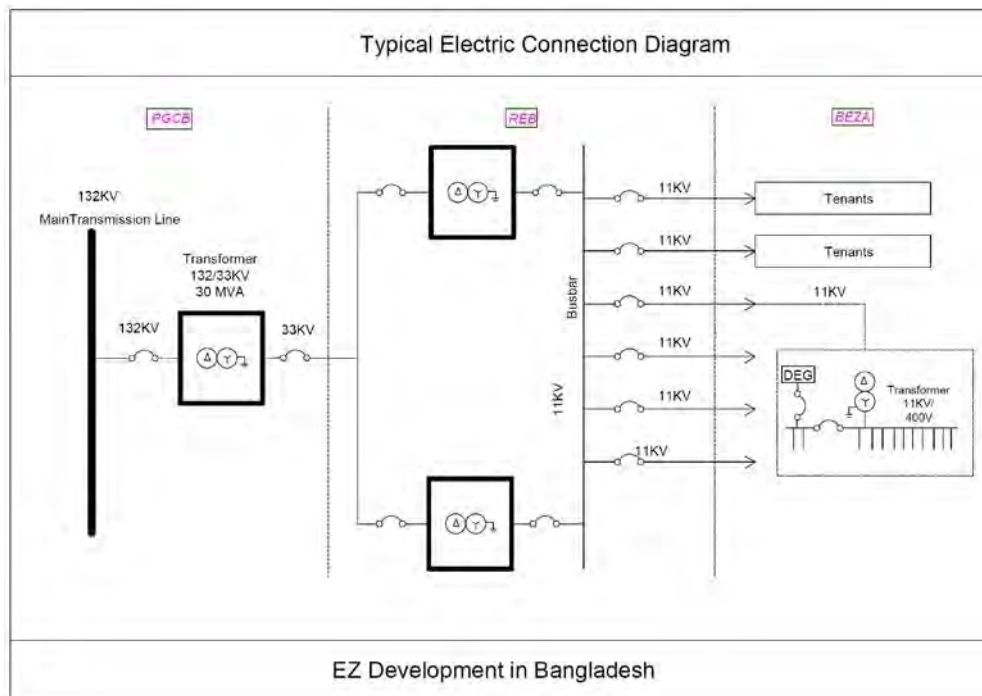 Typical Electric Connection Diagram
PGCB
REB
BEZA
132KV
MainTransmission Line
Transformer
132/33KV
30 MVA
132KV
33KV
Busbar
11KV
11KV
11KV
11KV
11KV
11KV
11KV
Tenants
Tenants
11KV
DEG
Transformer
11KV/
400V
EZ Development in Bangladesh